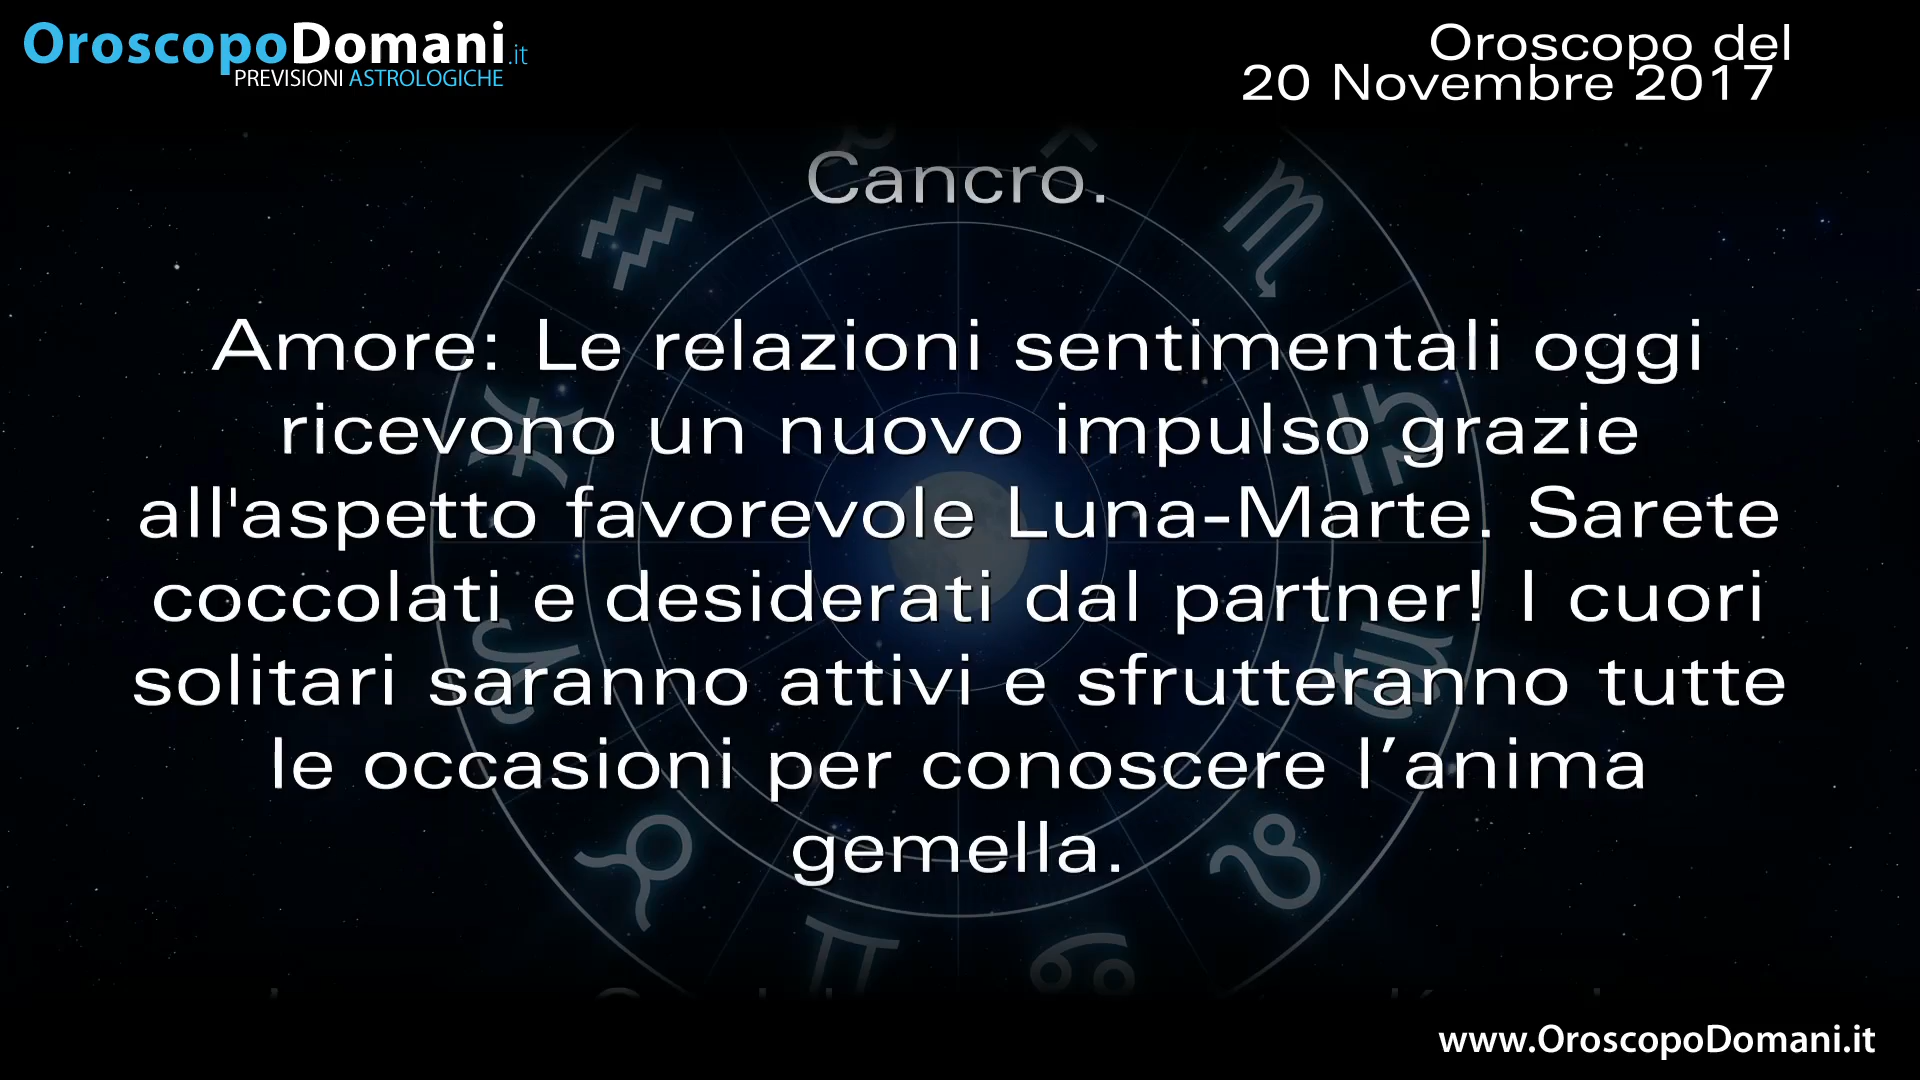 OroscopoDomani.it
PREVISIONI ASTROLOGICHE
Oroscopo del
20 Novembre 2017
Cancro.
Amore: Le relazioni sentimentali oggi
ricevono un nuovo impulso grazie
all'aspetto favorevole Luna-Marte. Sarete
coccolati e desiderati dal partner! I cuori
solitari saranno attivi e sfrutteranno tutte
le occasioni per conoscere l’anima
gemella.
www.OroscopoDomani.it